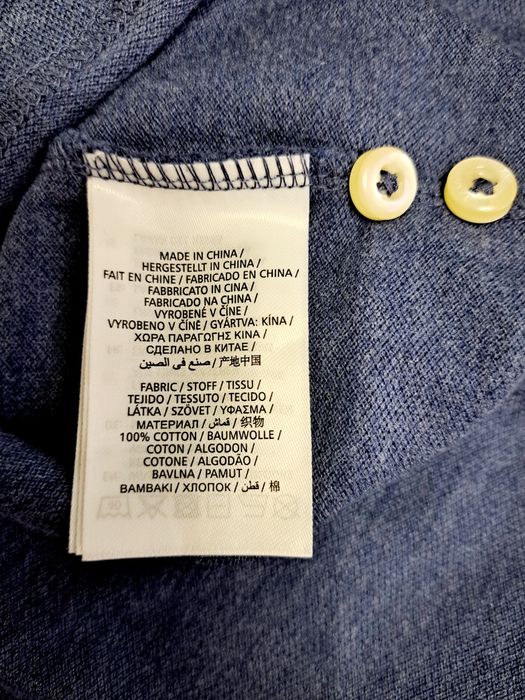 MADE IN CHINA /
HERGESTELLT IN CHINA /
FAIT EN CHINE / FABRICADO EN CHINA /
FABBRICATO IN CINA /
FABRICADO NA CHINA /
VYROBENÉ V ČÍNE /
VYROBENO V ČÍNĚ / GYÁRTVA: KÍNA /
ΧΩΡΑ ΠΑΡΑΓΩΓΗΣ ΚΙΝΑ /
СДЕЛАНО В КИТАЕ /
صنع في الصين / 产地中国
FABRIC / STOFF / TISSU /
TEJIDO / TESSUTO / TECIDO /
LÁTKA / SZÖVET / ΥΦΑΣΜΑ /
МАТЕРИАЛ / قماش / 织物
100% COTTON / BAUMWOLLE /
COTON / ALGODON /
COTONE / ALGODÃO /
BAVLNA / PAMUT /
BAMBAKI / ХЛОПОК / قطن / 棉